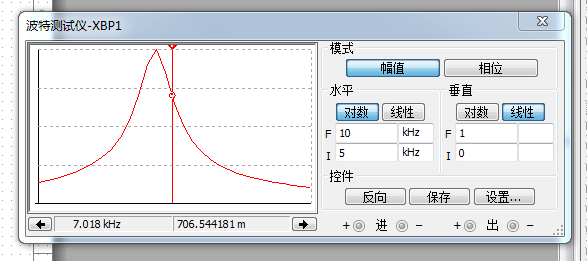 波特测试仪-XBP1
模式
幅值 相位
水平 垂直
对数 线性 对数 线性
F 10 kHz F 1
I 5 kHz I 0
控件
反向 保存 设置...
7.018 kHz 706.544181 m
+ 进 - + 出 -